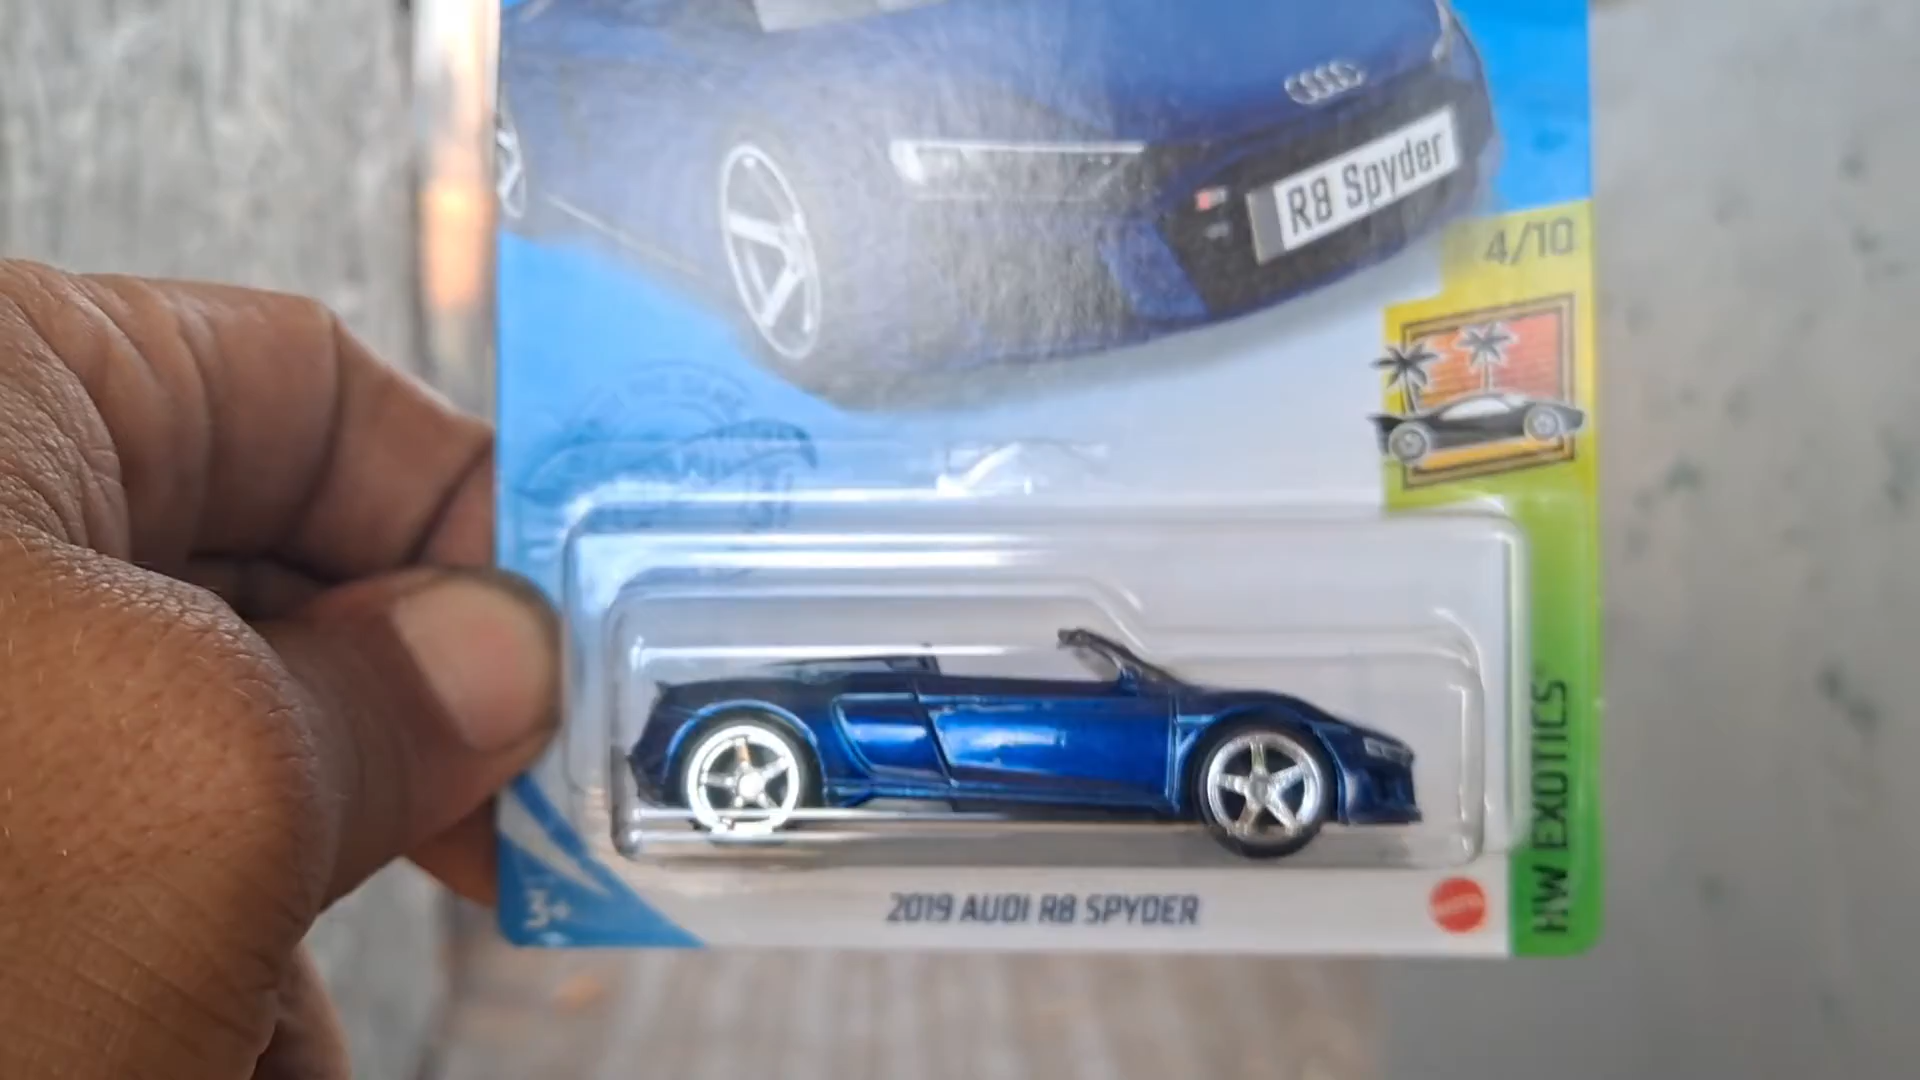 R8 Spyder
4/10
3+
2019 AUDI R8 SPYDER
HW EXOTICS